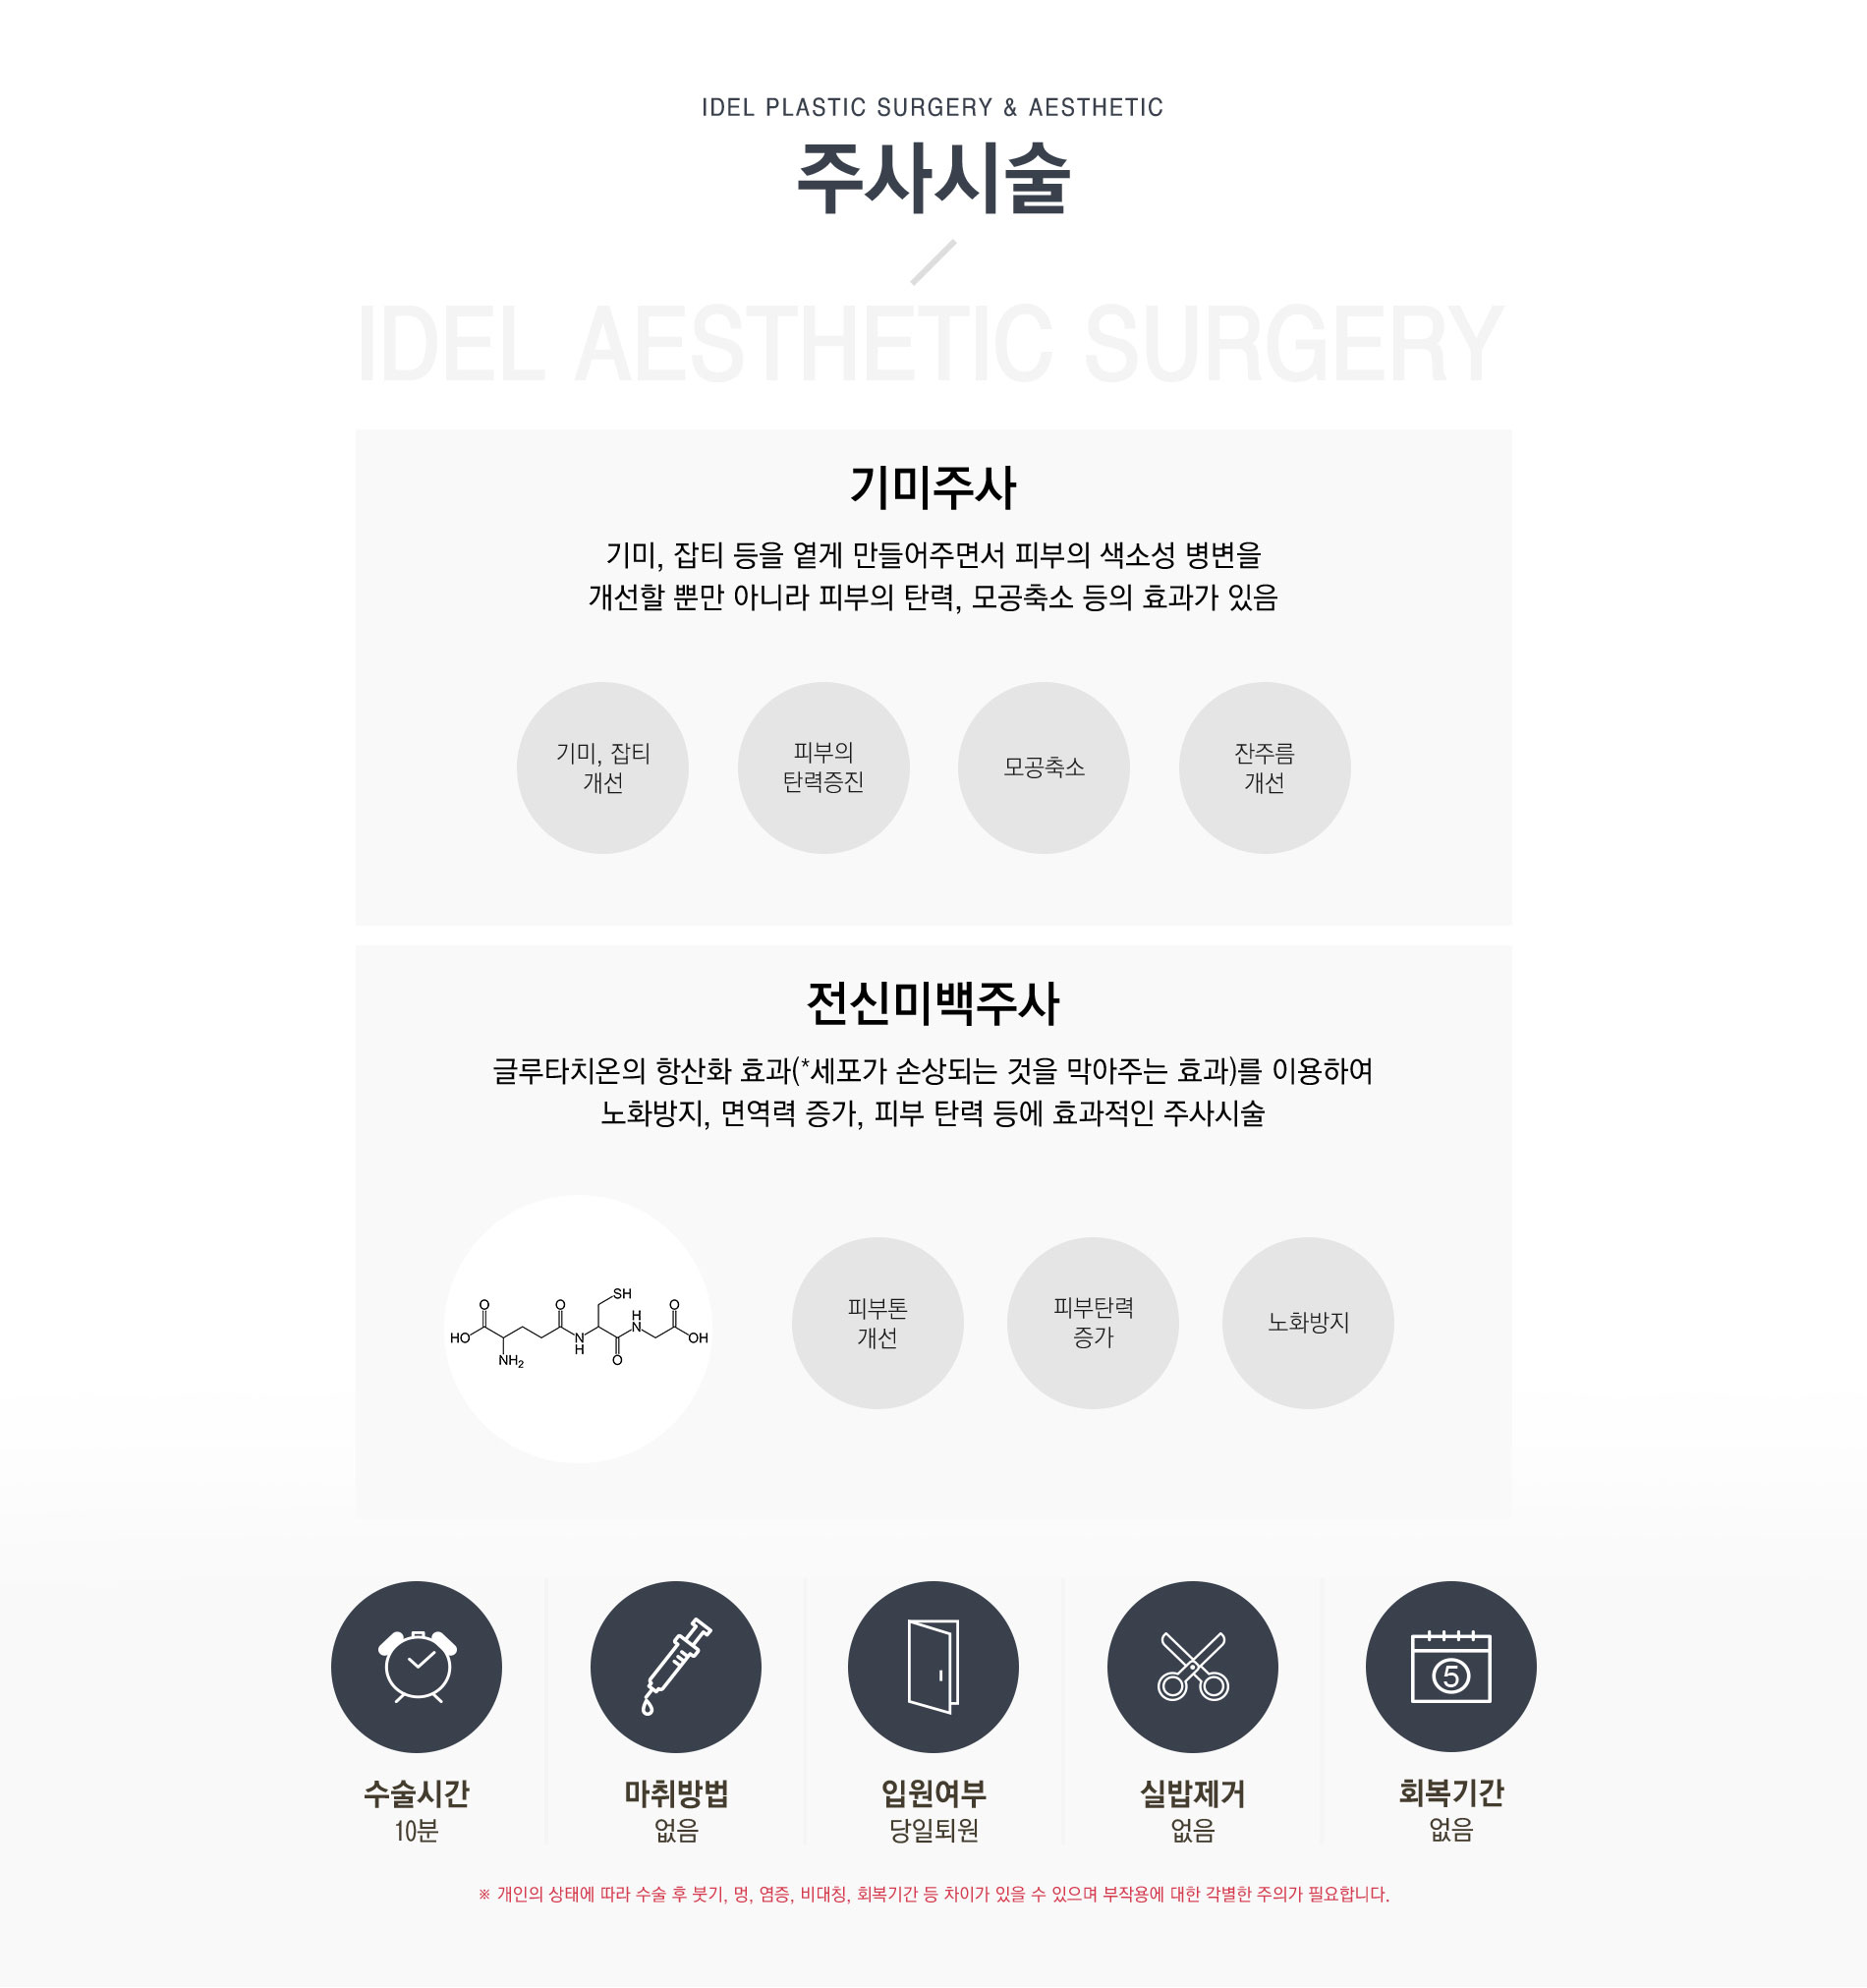 IDEL PLASTIC SURGERY & AESTHETIC
주사시술
IDEL AESTHETIC SURGERY
기미주사
기미, 잡티 등을 옅게 만들어주면서 피부의 색소성 병변을
개선할 뿐만 아니라 피부의 탄력, 모공축소 등의 효과가 있음
기미, 잡티
개선
피부의
탄력증진
모공축소
잔주름
개선
전신미백주사
글루타치온의 항산화 효과(*세포가 손상되는 것을 막아주는 효과)를 이용하여
노화방지, 면역력 증가, 피부 탄력 등에 효과적인 주사시술
SH
O
O
H
N
O
HO
N
H
OH
NH₂
O
피부톤
개선
피부탄력
증가
노화방지
5
수술시간
10분
마취방법
없음
입원여부
당일퇴원
실밥제거
없음
회복기간
없음
※ 개인의 상태에 따라 수술 후 붓기, 멍, 염증, 비대칭, 회복기간 등 차이가 있을 수 있으며 부작용에 대한 각별한 주의가 필요합니다.